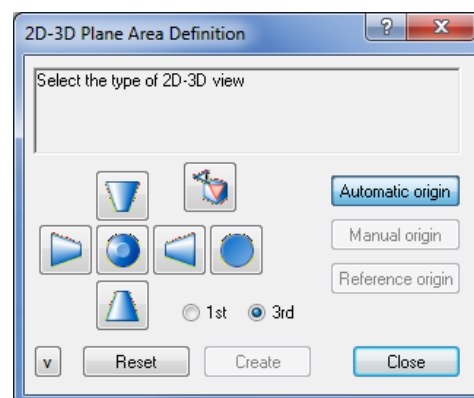 2D-3D Plane Area Definition
Select the type of 2D-3D view
Automatic origin
Manual origin
Reference origin
1st 3rd
v Reset Create Close